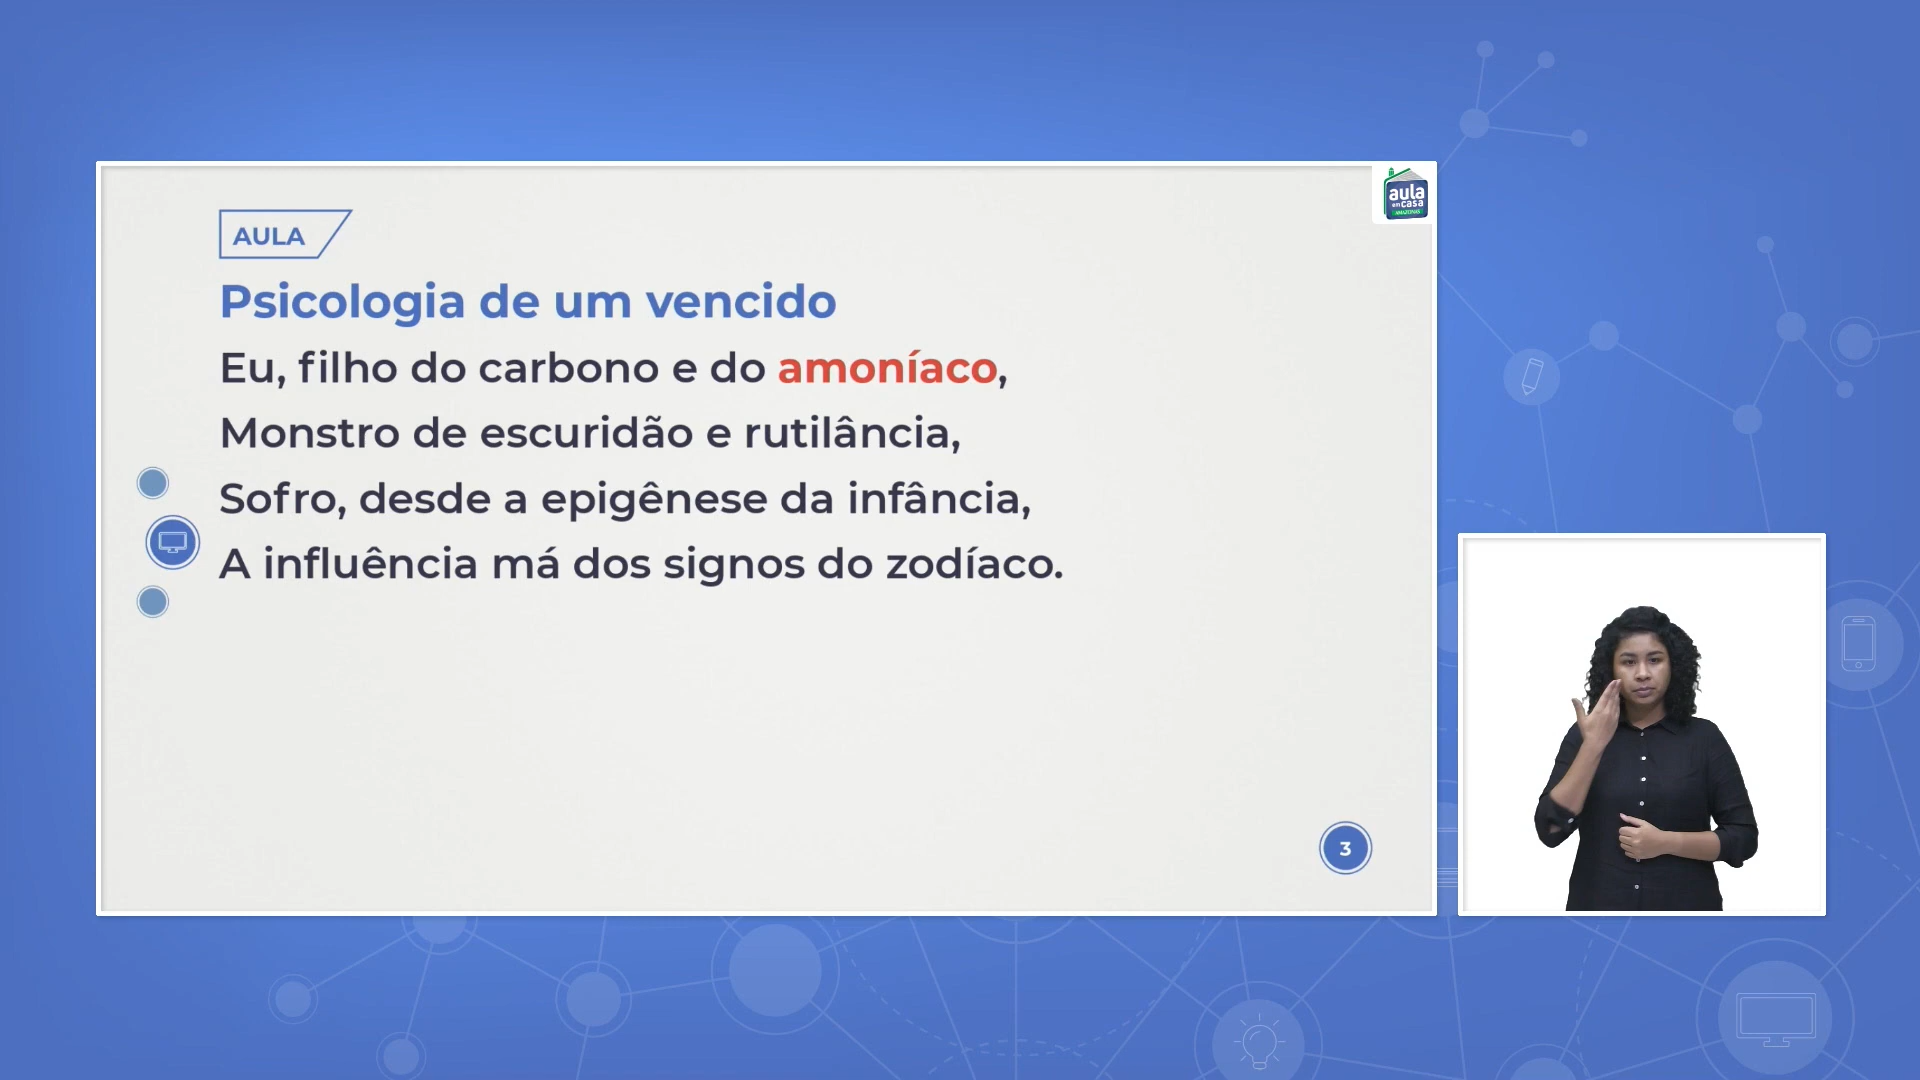 aula
em casa
AMAZONAS
AULA
Psicologia de um vencido
Eu, filho do carbono e do amoníaco,
Monstro de escuridão e rutilância,
Sofro, desde a epigênese da infância,
A influência má dos signos do zodíaco.
3